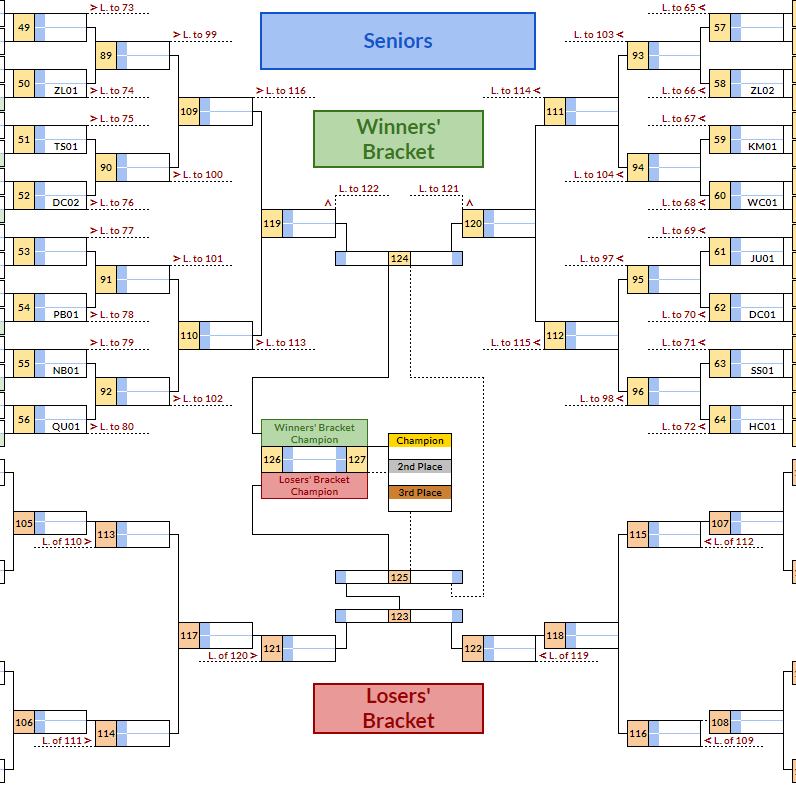 L. to 73
L. to 65
49
57
L. to 99
Seniors
L. to 103
89
93
50
ZL01
L. to 74
L. to 116
L. to 114
L. to 66
58
ZL02
109
111
L. to 75
L. to 67
Winners'
Bracket
51
TS01
59
KM01
90
94
L. to 100
L. to 104
52
DC02
L. to 76
L. to 122
L. to 121
L. to 68
60
WC01
119
120
L. to 77
L. to 69
53
61
JU01
L. to 101
124
L. to 97
91
95
54
PB01
L. to 78
L. to 70
62
DC01
110
112
L. to 79
L. to 113
L. to 115
L. to 71
55
NB01
63
SS01
92
96
L. to 102
L. to 98
56
QU01
L. to 80
L. to 72
64
HC01
Winners' Bracket
Champion
126
127
Losers' Bracket
Champion
Champion
2nd Place
3rd Place
105
107
113
115
L. of 110
L. of 112
125
123
117
118
121
122
L. of 120
L. of 119
Losers'
Bracket
106
108
114
116
L. of 111
L. of 109